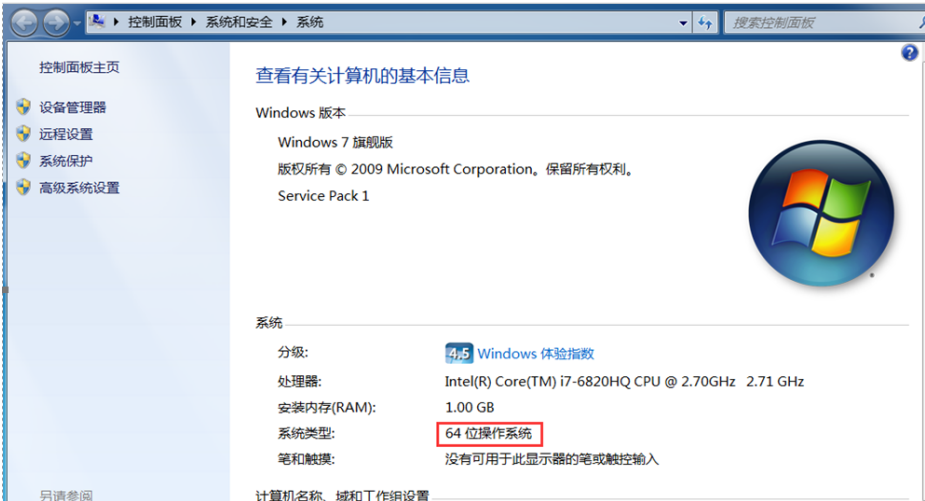 控制面板 系统和安全 系统
搜索控制面板
控制面板主页
设备管理器
远程设置
系统保护
高级系统设置
另请参阅
查看有关计算机的基本信息
Windows 版本
Windows 7 旗舰版
版权所有 © 2009 Microsoft Corporation。保留所有权利。
Service Pack 1
系统
分级: 4.5 Windows 体验指数
处理器: Intel(R) Core(TM) i7-6820HQ CPU @ 2.70GHz 2.71 GHz
安装内存(RAM): 1.00 GB
系统类型: 64 位操作系统
笔和触摸: 没有可用于此显示器的笔或触控输入
计算机名称、域和工作组设置